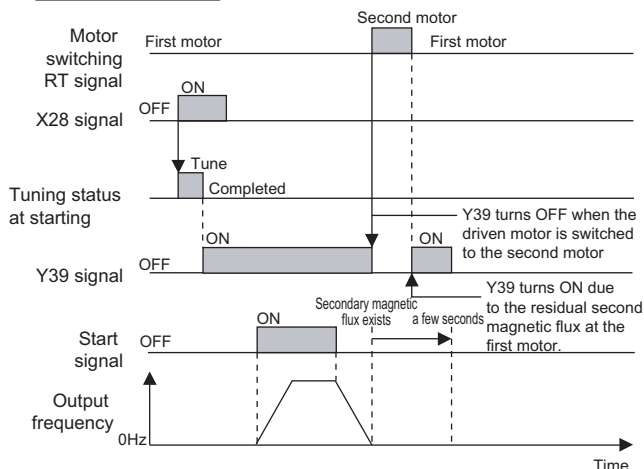 Second motor
Motor
switching
RT signal
First motor
First motor
ON
OFF
X28 signal
Tune
Completed
Tuning status
at starting
Y39 turns OFF when the
driven motor is switched
to the second motor
ON
ON
OFF
Y39 signal
Y39 turns ON due
to the residual second
magnetic flux at the
first motor.
Secondary magnetic
flux exists
a few seconds
ON
Start
signal
OFF
Output
frequency
0Hz
Time